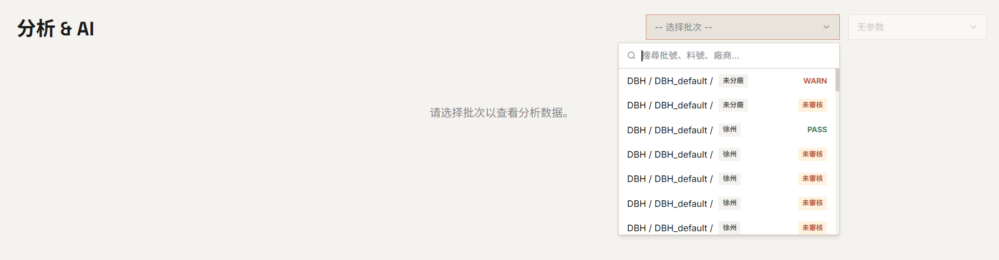 分析 & AI
-- 选择批次 --
无参数
搜尋批號、料號、廠商...
DBH / DBH_default / 未分廠 WARN
DBH / DBH_default / 未分廠 未審核
DBH / DBH_default / 徐州 PASS
DBH / DBH_default / 徐州 未審核
DBH / DBH_default / 徐州 未審核
DBH / DBH_default / 徐州 未審核
DBH / DBH_default / 徐州 未審核
请选择批次以查看分析数据。